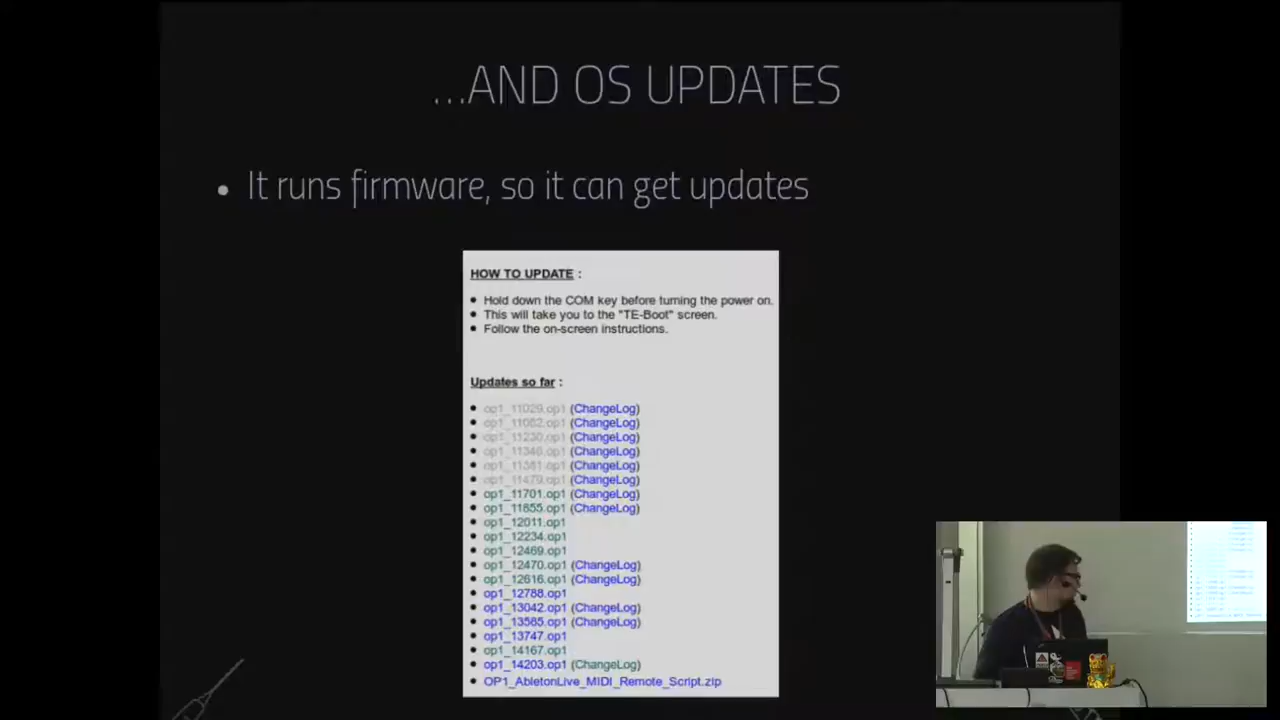 ...AND OS UPDATES
• It runs firmware, so it can get updates
HOW TO UPDATE :
• Hold down the COM key before turning the power on.
• This will take you to the "TE-Boot" screen.
• Follow the on-screen instructions.
Updates so far :
• op1_11029.op1 (ChangeLog)
• op1_11082.op1 (ChangeLog)
• op1_11230.op1 (ChangeLog)
• op1_11346.op1 (ChangeLog)
• op1_11381.op1 (ChangeLog)
• op1_11479.op1 (ChangeLog)
• op1_11701.op1 (ChangeLog)
• op1_11855.op1 (ChangeLog)
• op1_12011.op1
• op1_12234.op1
• op1_12469.op1
• op1_12470.op1 (ChangeLog)
• op1_12616.op1 (ChangeLog)
• op1_12788.op1
• op1_13042.op1 (ChangeLog)
• op1_13585.op1 (ChangeLog)
• op1_13747.op1
• op1_14167.op1
• op1_14203.op1 (ChangeLog)
• OP1_AbletonLive_MIDI_Remote_Script.zip